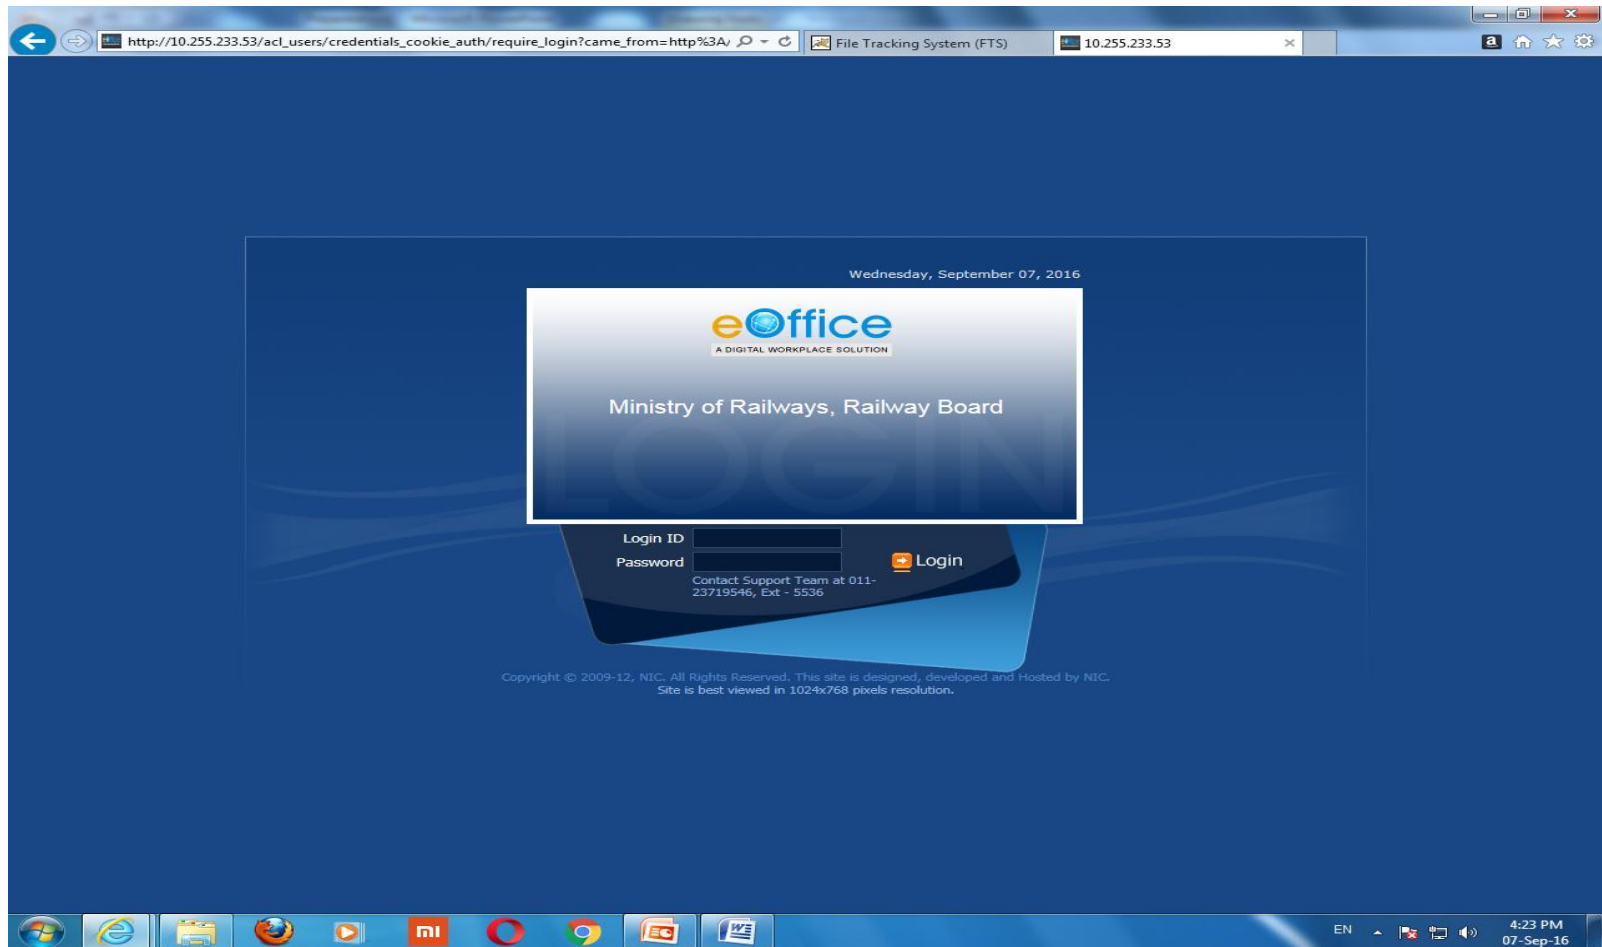 http://10.255.233.53/acl_users/credentials_cookie_auth/require_login?came_from=http%3A/
File Tracking System (FTS)
10.255.233.53
Wednesday, September 07, 2016
eOffice
A DIGITAL WORKPLACE SOLUTION
Ministry of Railways, Railway Board
LOGIN
Login ID
Password
Login
Contact Support Team at 011-
23719546, Ext - 5536
Copyright © 2009-12, NIC. All Rights Reserved. This site is designed, developed and Hosted by NIC.
Site is best viewed in 1024x768 pixels resolution.
EN
4:23 PM
07-Sep-16